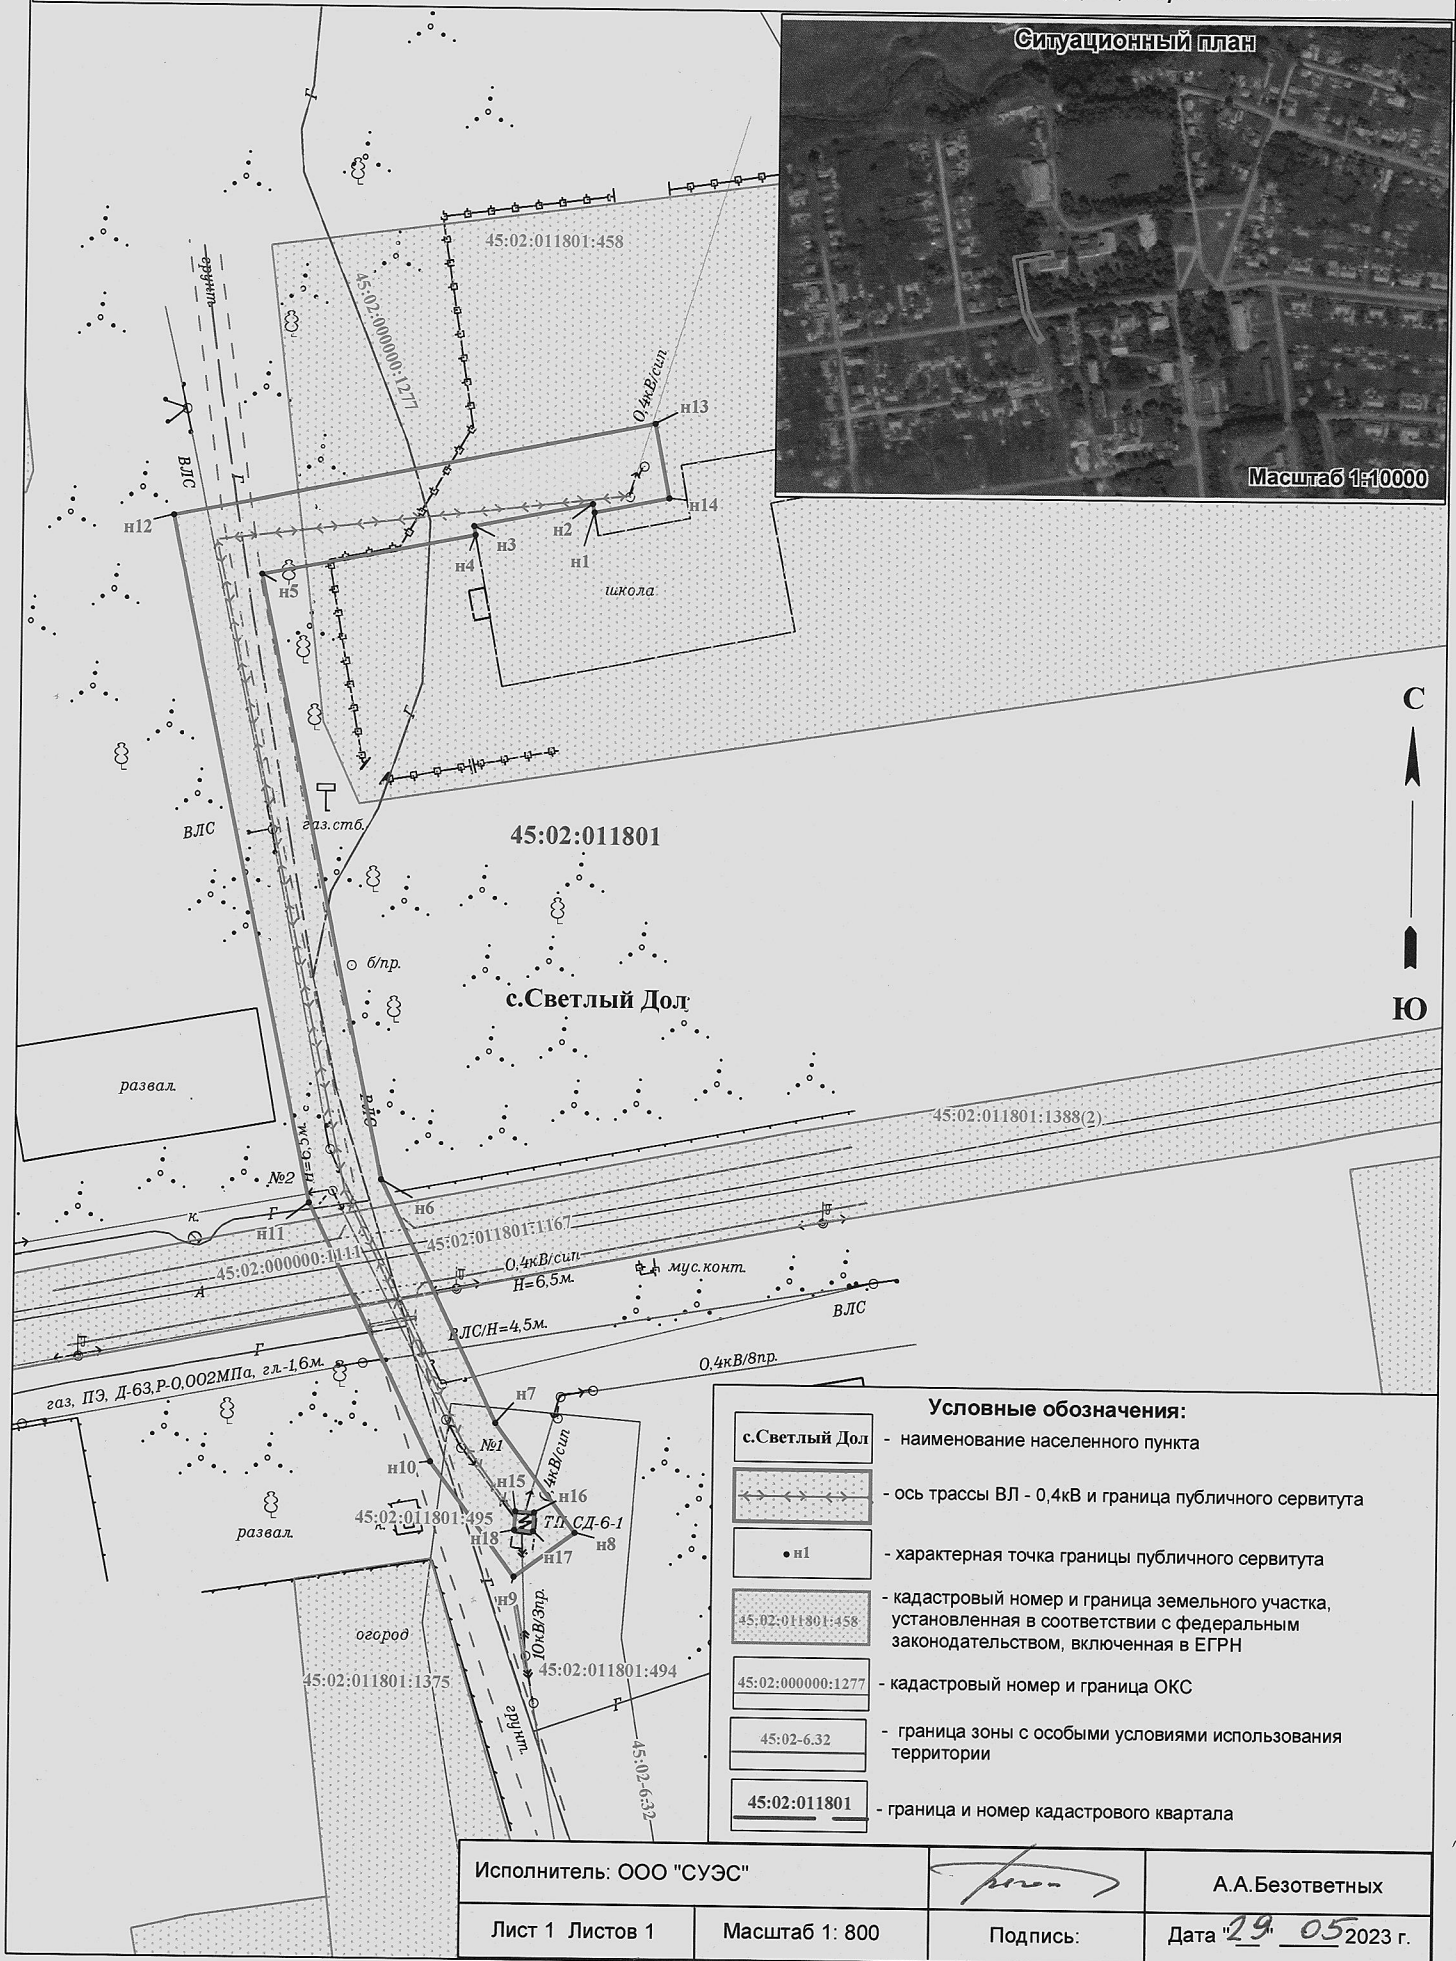 Ситуационный план
Масштаб 1:10000
Г
45:02:011801:458
грунт.
45:02:000000:1277
0,4кВ/сип
н13
ВЛС
Г
н12
н14
н2
н3
н1
н4
н5
школа
С
Г
ВЛС
газ.стб.
45:02:011801
б/пр.
с.Светлый Дол
Ю
развал.
ВЛС
45:02:011801:1388(2)
Н=6,5м.
№2
н6
к.
Г
н11
45:02:011801:1167
45:02:000000:1111
0,4кВ/сип
Н=6,5м.
мус.конт.
А
ВЛС
ВЛС/Н=4,5м.
Г
0,4кВ/8пр.
газ, ПЭ, Д-63,Р-0,002МПа, гл.-1,6м.
н7
№1
4кВ/сип
н10
н15
н16
45:02:011801:495
ТП СД-6-1
развал.
н18
н8
н17
Г
н9
10кВ/3пр.
огород
45:02:011801:494
45:02:011801:1375
Г
грунт.
45:02-6.32
Условные обозначения:
с.Светлый Дол - наименование населенного пункта
- ось трассы ВЛ - 0,4кВ и граница публичного сервитута
н1 - характерная точка границы публичного сервитута
- кадастровый номер и граница земельного участка,
45:02:011801:458 установленная в соответствии с федеральным
законодательством, включенная в ЕГРН
45:02:000000:1277 - кадастровый номер и граница ОКС
45:02-6.32 - граница зоны с особыми условиями использования
территории
45:02:011801 - граница и номер кадастрового квартала
Исполнитель: ООО "СУЭС"
А.А.Безответных
Лист 1 Листов 1
Масштаб 1: 800
Подпись:
Дата "29" 05 2023 г.